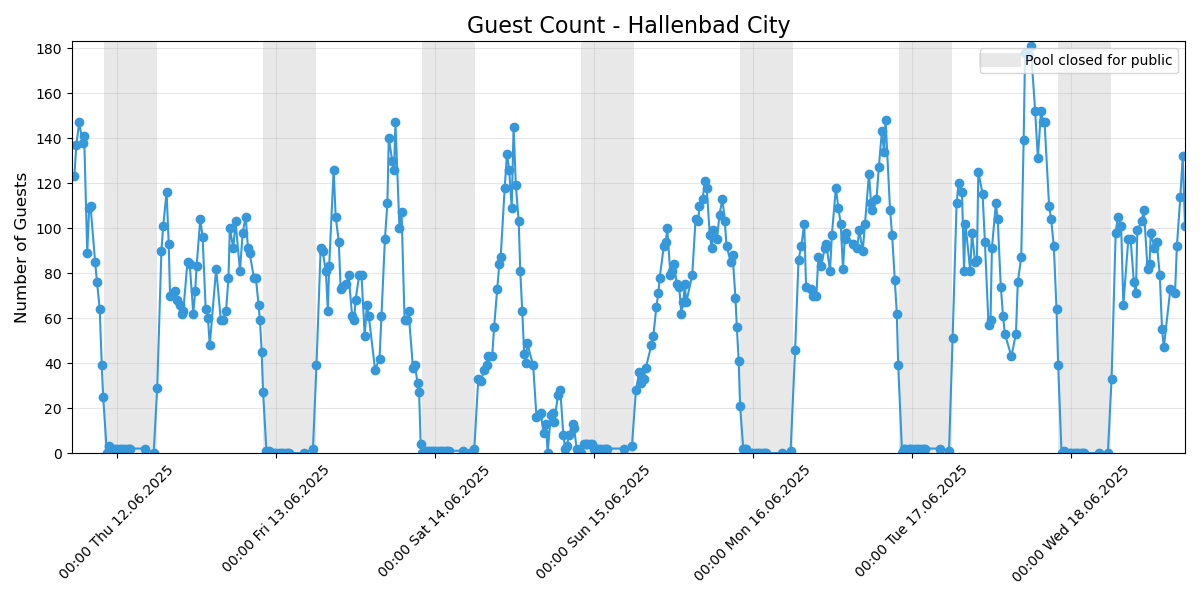 Guest Count - Hallenbad City
Pool closed for public
Number of Guests
180
160
140
120
100
80
60
40
20
0
00:00 Thu 12.06.2025
00:00 Fri 13.06.2025
00:00 Sat 14.06.2025
00:00 Sun 15.06.2025
00:00 Mon 16.06.2025
00:00 Tue 17.06.2025
00:00 Wed 18.06.2025